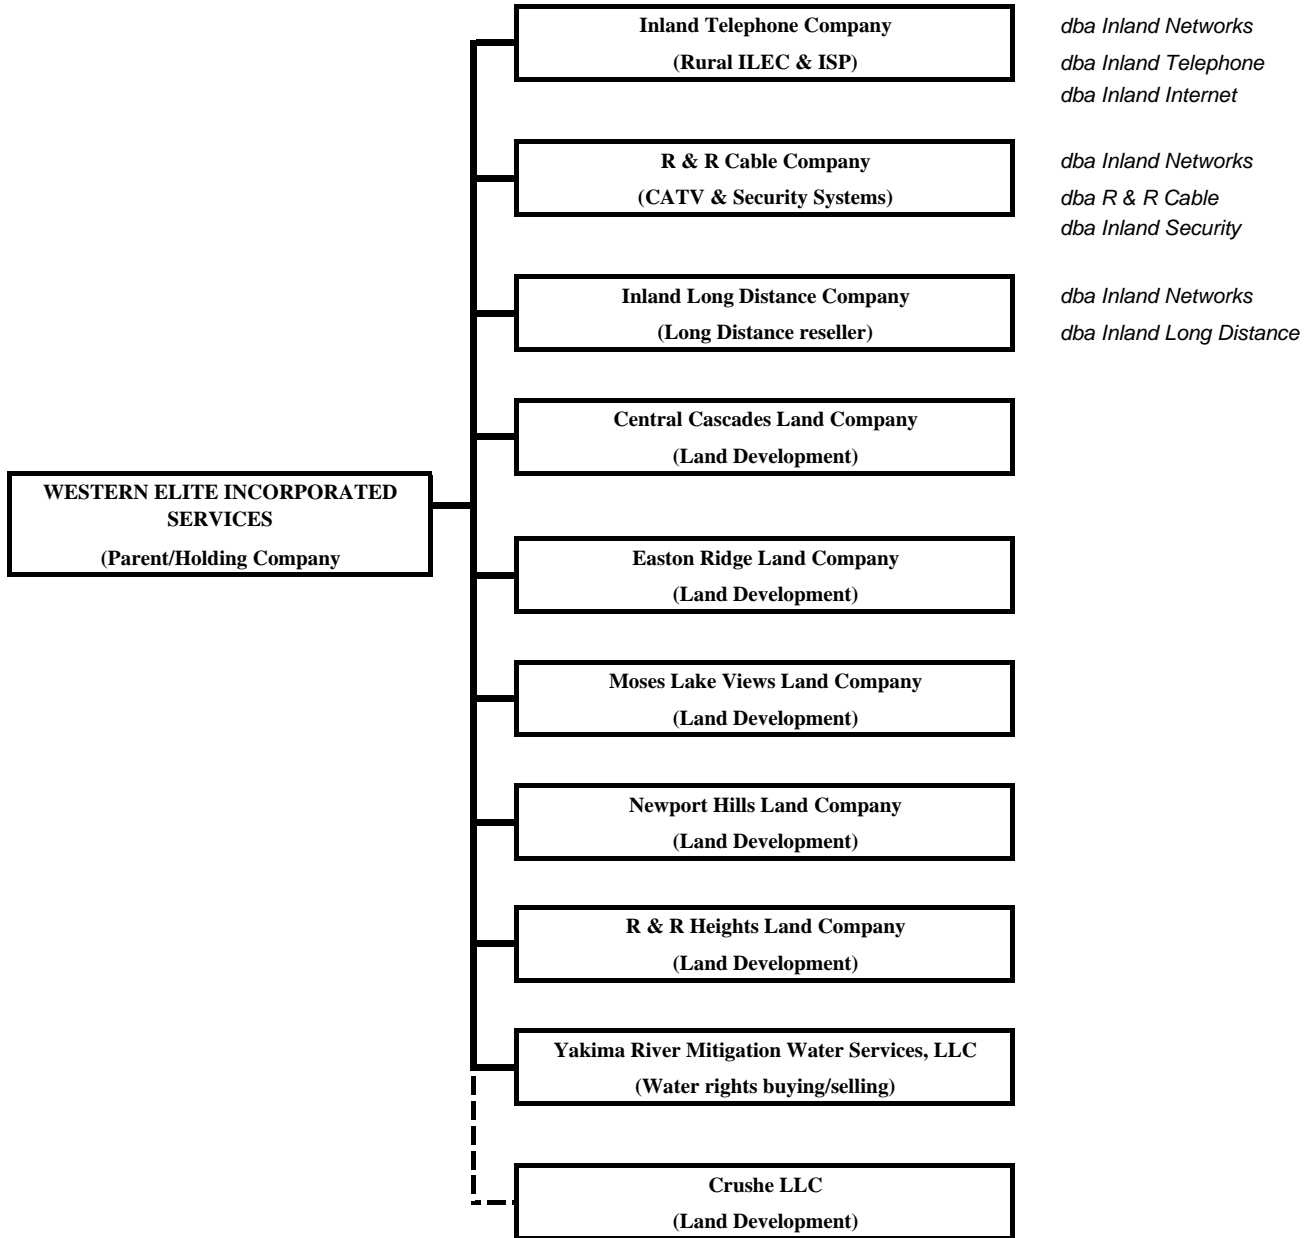 Inland Telephone Company
dba Inland Networks
(Rural ILEC & ISP)
dba Inland Telephone
dba Inland Internet
R & R Cable Company
dba Inland Networks
(CATV & Security Systems)
dba R & R Cable
dba Inland Security
Inland Long Distance Company
dba Inland Networks
(Long Distance reseller)
dba Inland Long Distance
Central Cascades Land Company
(Land Development)
WESTERN ELITE INCORPORATED
SERVICES
(Parent/Holding Company
Easton Ridge Land Company
(Land Development)
Moses Lake Views Land Company
(Land Development)
Newport Hills Land Company
(Land Development)
R & R Heights Land Company
(Land Development)
Yakima River Mitigation Water Services, LLC
(Water rights buying/selling)
Crushe LLC
(Land Development)